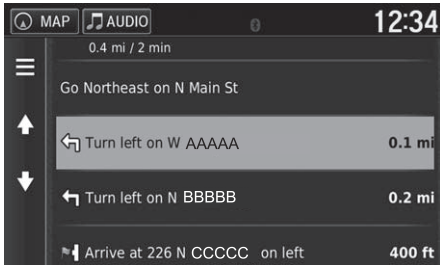 MAP AUDIO 12:34
0.4 mi / 2 min
Go Northeast on N Main St
Turn left on W AAAAA 0.1 mi
Turn left on N BBBBB 0.2 mi
Arrive at 226 N CCCCC on left 400 ft